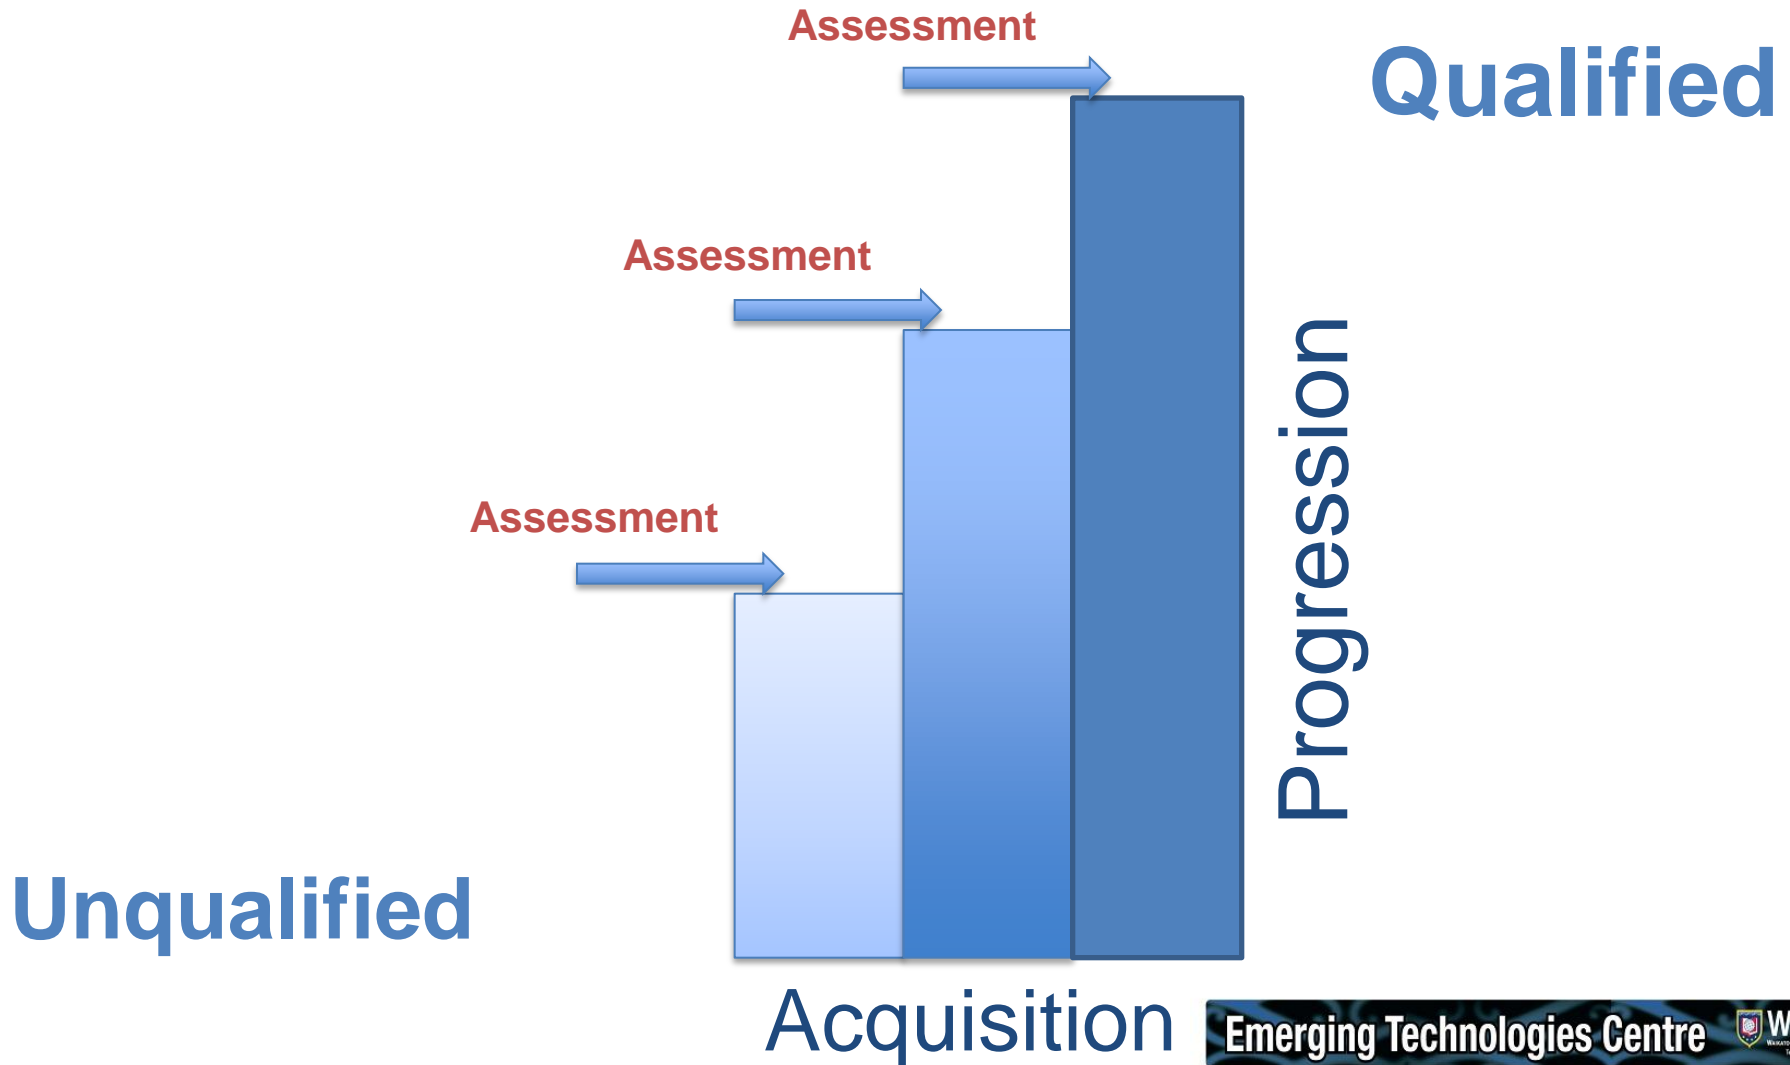 Assessment
Qualified
Assessment
Assessment
Progression
Unqualified
Acquisition
Emerging Technologies Centre